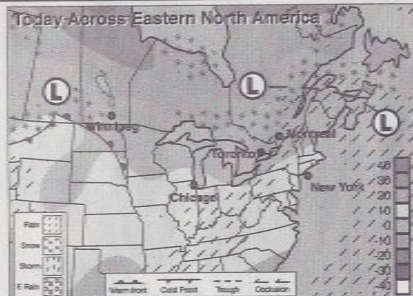 Today Across Eastern North America
L
L
L
Winnipeg
Montreal
Toronto
New York
Chicago
Rain
Snow
Storm
F Rain
Warm front
Cold Front
Trough
Occlusion
40
30
20
10
0
-10
-20
-30
-40